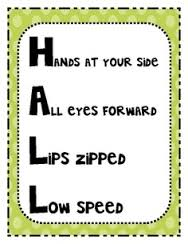 Hands at your side
All eyes forward
Lips zipped
Low speed